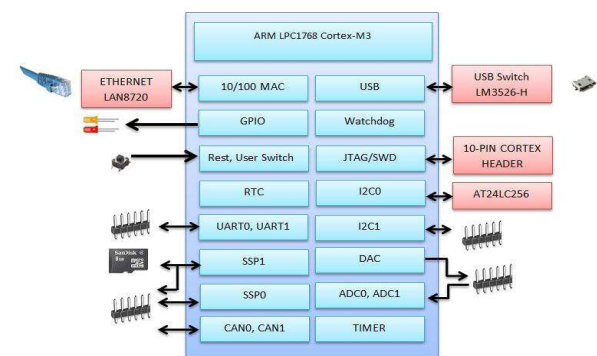 ARM LPC1768 Cortex-M3
ETHERNET
LAN8720
10/100 MAC
USB
USB Switch
LM3526-H
GPIO
Watchdog
Rest, User Switch
JTAG/SWD
10-PIN CORTEX
HEADER
RTC
I2C0
AT24LC256
UART0, UART1
I2C1
SanDisk
8GB
SSP1
DAC
SSP0
ADC0, ADC1
CAN0, CAN1
TIMER